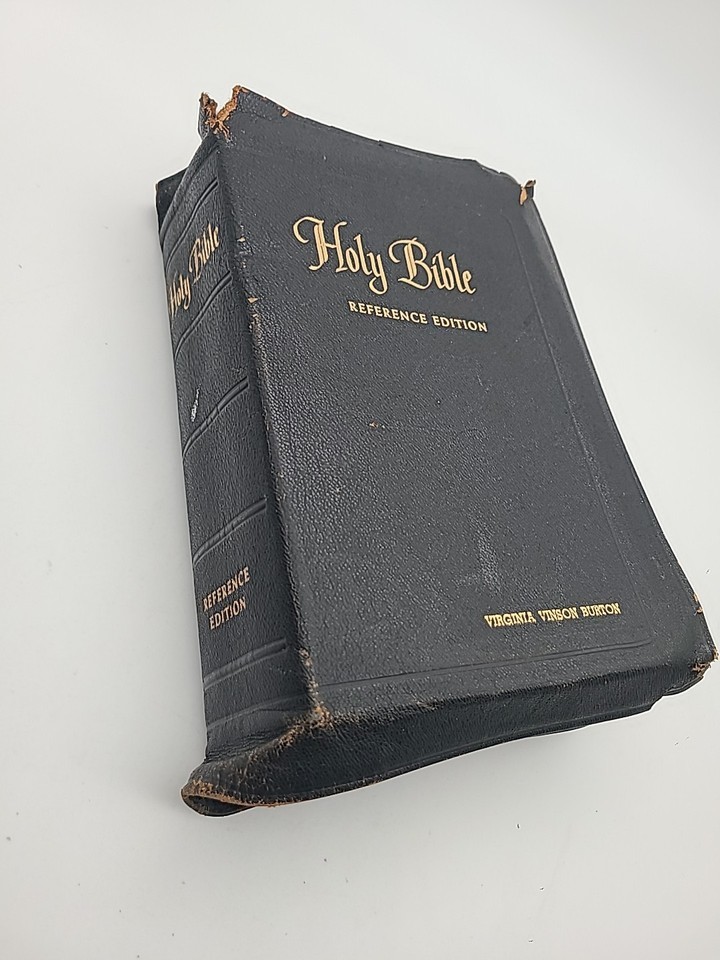 Holy Bible
REFERENCE EDITION
VIRGINIA VINSON BURTON
Holy Bible
REFERENCE
EDITION